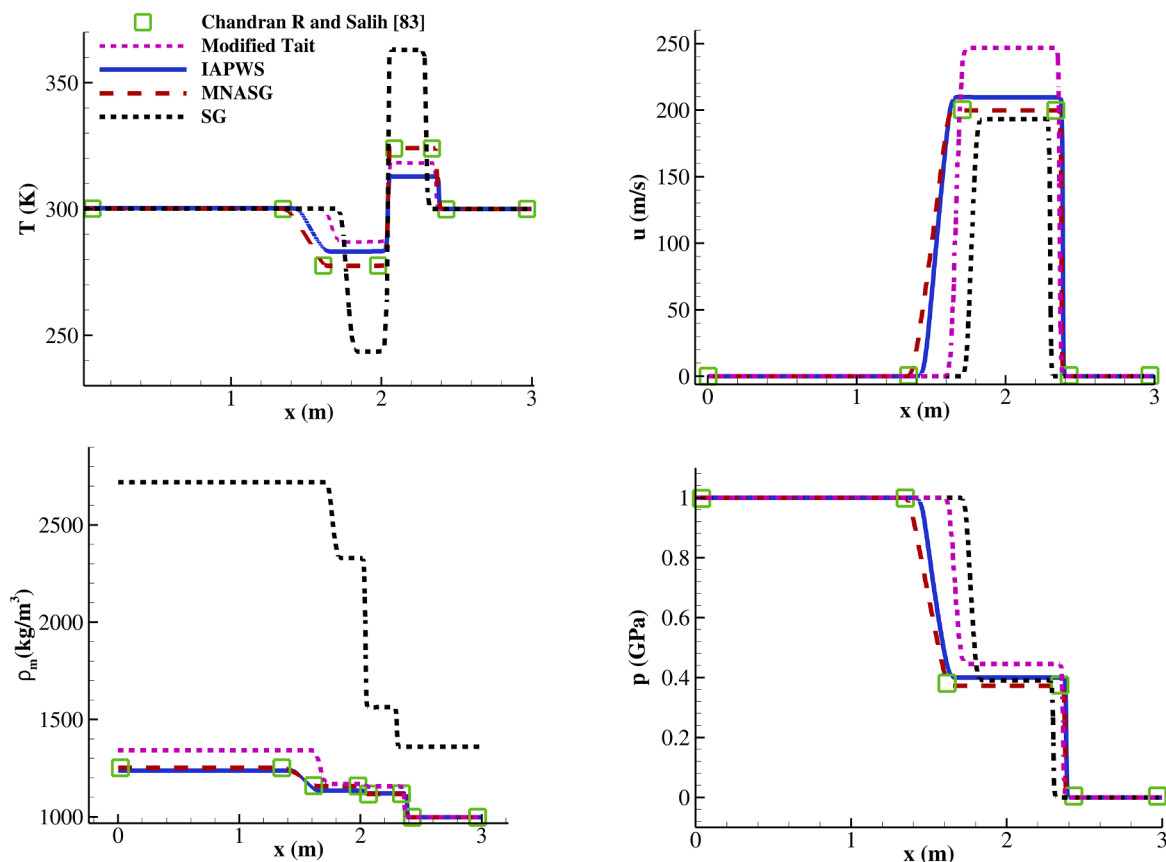 Chandran R and Salih [83]
Modified Tait
IAPWS
MNASG
SG
T (K)
350
300
250
1
2
3
x (m)
u (m/s)
250
200
150
100
50
0
0
1
2
3
x (m)
ρm(kg/m³)
2500
2000
1500
1000
0
1
2
3
x (m)
p (GPa)
1
0.8
0.6
0.4
0.2
0
0
1
2
3
x (m)